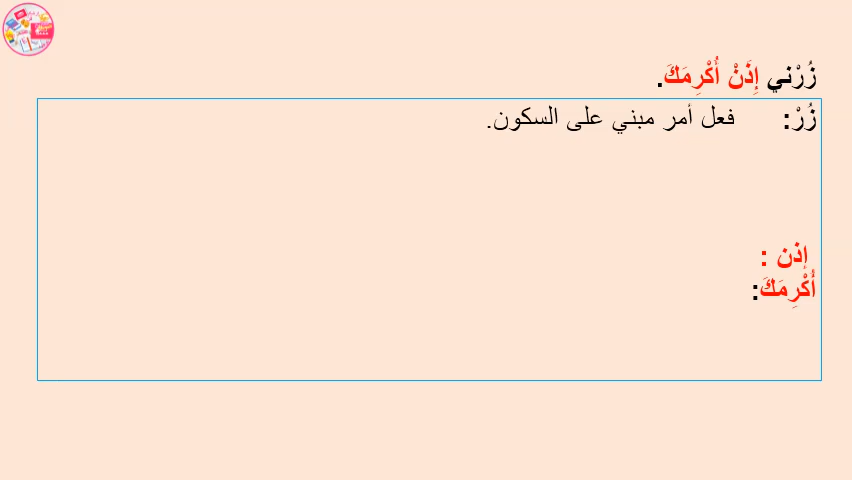 زُرْني إِذَنْ أُكْرِمَكَ.
زُرْ: فعل أمر مبني على السكون.
إذن :
أُكْرِمَكَ: